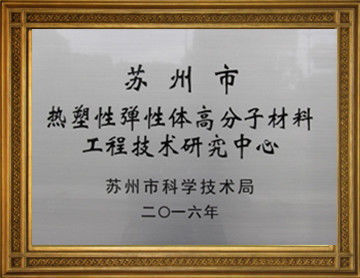 苏州市
热塑性弹性体高分子材料
工程技术研究中心
苏州市科学技术局
二〇一六年